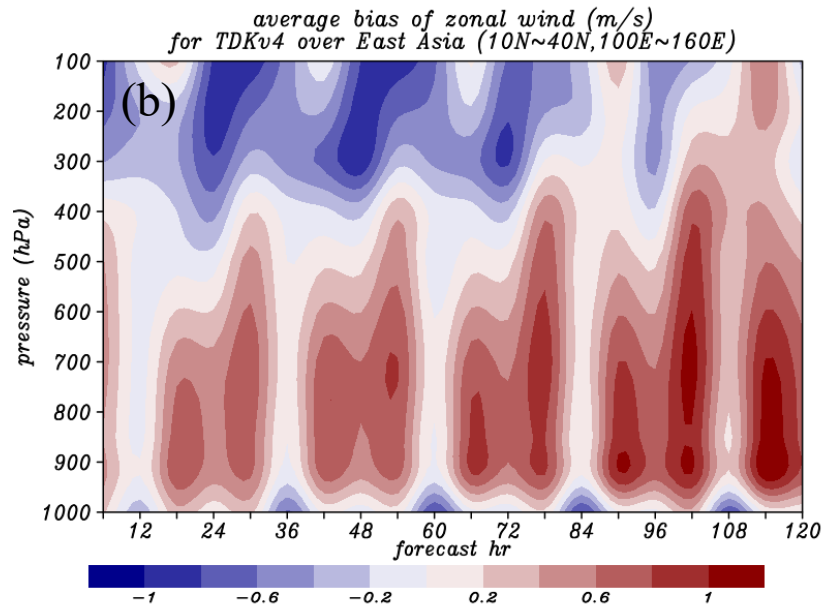 average bias of zonal wind (m/s)
for TDKv4 over East Asia (10N~40N,100E~160E)
(b)
100
200
300
400
500
600
700
800
900
1000
pressure (hPa)
12 24 36 48 60 72 84 96 108 120
forecast hr
-1 -0.6 -0.2 0.2 0.6 1